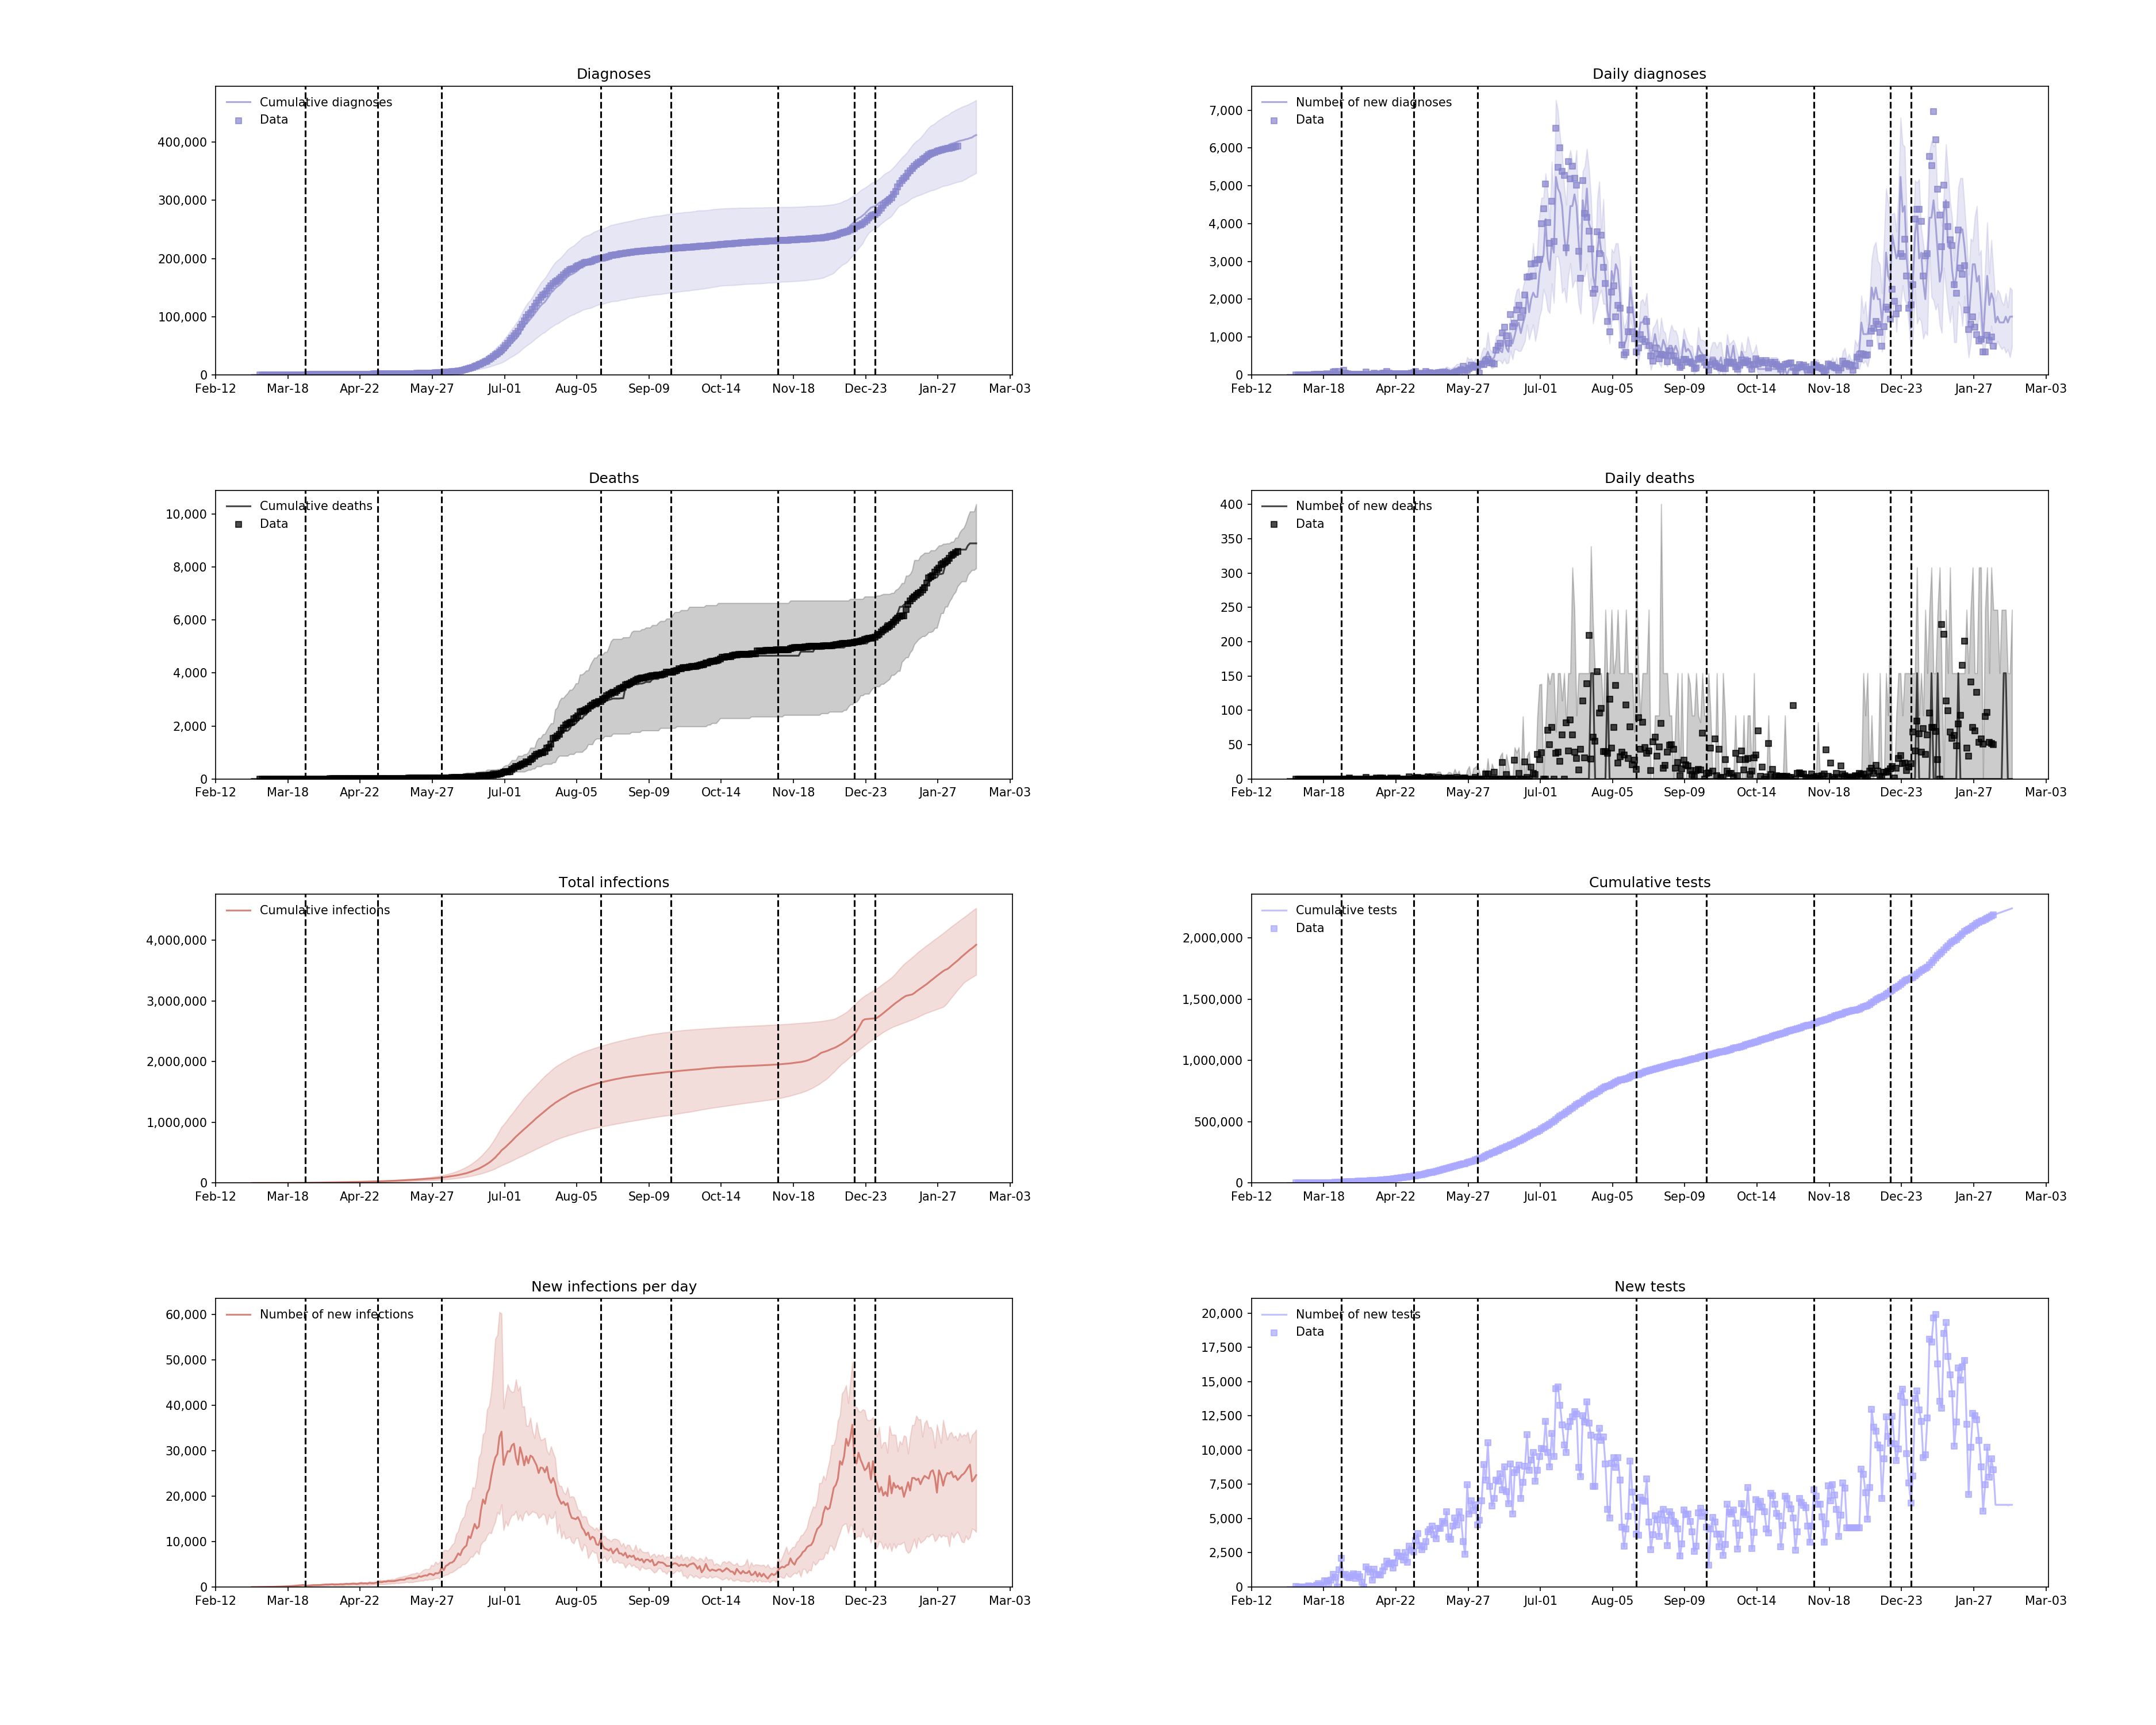 Diagnoses
Cumulative diagnoses
Data
400,000
300,000
200,000
100,000
0
Feb-12 Mar-18 Apr-22 May-27 Jul-01 Aug-05 Sep-09 Oct-14 Nov-18 Dec-23 Jan-27 Mar-03
Daily diagnoses
Number of new diagnoses
Data
7,000
6,000
5,000
4,000
3,000
2,000
1,000
0
Feb-12 Mar-18 Apr-22 May-27 Jul-01 Aug-05 Sep-09 Oct-14 Nov-18 Dec-23 Jan-27 Mar-03
Deaths
Cumulative deaths
Data
10,000
8,000
6,000
4,000
2,000
0
Feb-12 Mar-18 Apr-22 May-27 Jul-01 Aug-05 Sep-09 Oct-14 Nov-18 Dec-23 Jan-27 Mar-03
Daily deaths
Number of new deaths
Data
400
350
300
250
200
150
100
50
0
Feb-12 Mar-18 Apr-22 May-27 Jul-01 Aug-05 Sep-09 Oct-14 Nov-18 Dec-23 Jan-27 Mar-03
Total infections
Cumulative infections
4,000,000
3,000,000
2,000,000
1,000,000
0
Feb-12 Mar-18 Apr-22 May-27 Jul-01 Aug-05 Sep-09 Oct-14 Nov-18 Dec-23 Jan-27 Mar-03
Cumulative tests
Cumulative tests
Data
2,000,000
1,500,000
1,000,000
500,000
0
Feb-12 Mar-18 Apr-22 May-27 Jul-01 Aug-05 Sep-09 Oct-14 Nov-18 Dec-23 Jan-27 Mar-03
New infections per day
Number of new infections
60,000
50,000
40,000
30,000
20,000
10,000
0
Feb-12 Mar-18 Apr-22 May-27 Jul-01 Aug-05 Sep-09 Oct-14 Nov-18 Dec-23 Jan-27 Mar-03
New tests
Number of new tests
Data
20,000
17,500
15,000
12,500
10,000
7,500
5,000
2,500
0
Feb-12 Mar-18 Apr-22 May-27 Jul-01 Aug-05 Sep-09 Oct-14 Nov-18 Dec-23 Jan-27 Mar-03